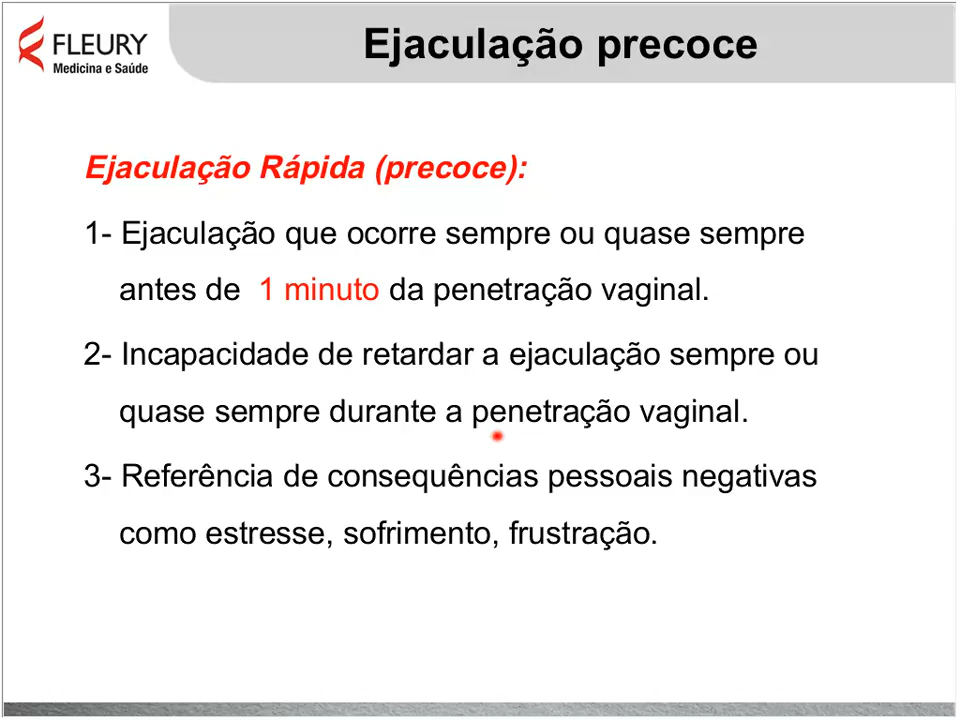 FLEURY
Medicina e Saúde
Ejaculação precoce
Ejaculação Rápida (precoce):
1- Ejaculação que ocorre sempre ou quase sempre
antes de 1 minuto da penetração vaginal.
2- Incapacidade de retardar a ejaculação sempre ou
quase sempre durante a penetração vaginal.
3- Referência de consequências pessoais negativas
como estresse, sofrimento, frustração.